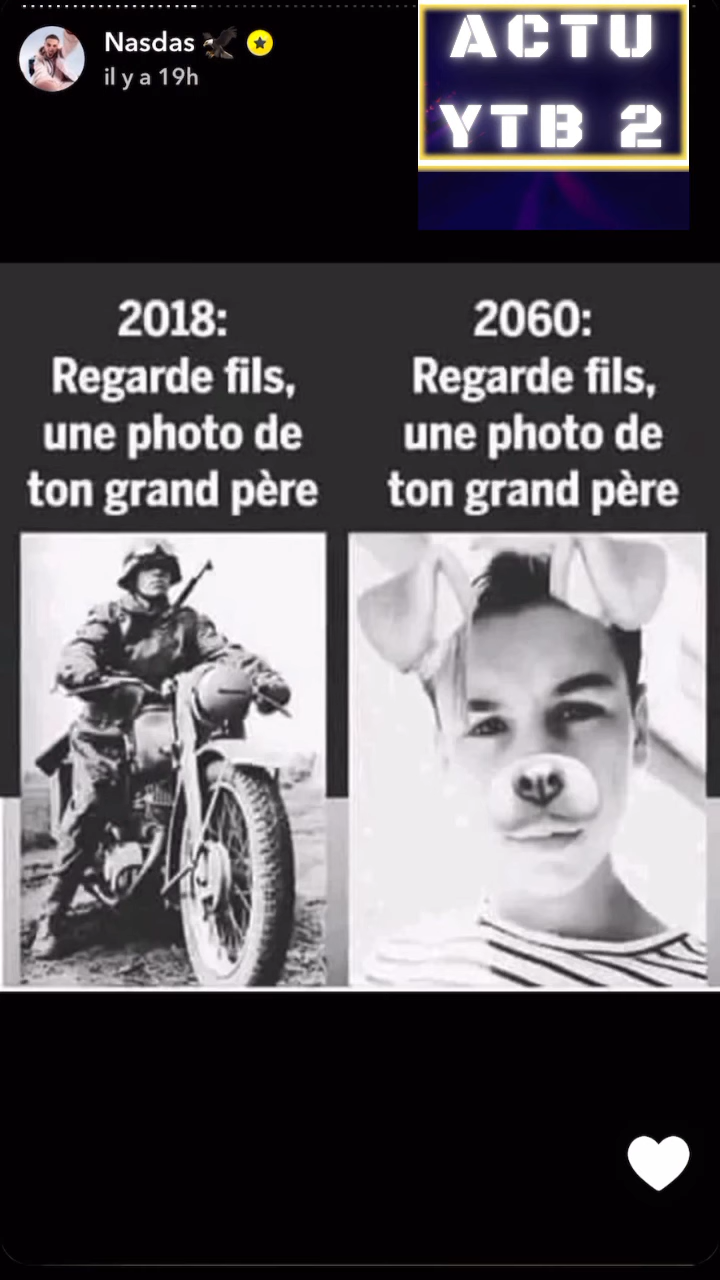 Nasdas
il y a 19h
ACTU
YTB 2
2018:
Regarde fils,
une photo de
ton grand père
2060:
Regarde fils,
une photo de
ton grand père